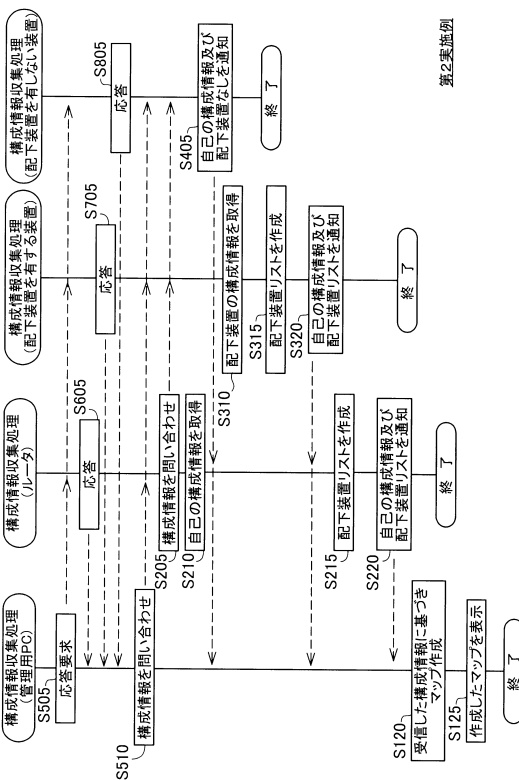 構成情報収集処理
(管理用PC)
S505
応答要求
S510
構成情報を問い合わせ
S120
受信した構成情報に基づき
マップ作成
S125
作成したマップを表示
終了
構成情報収集処理
(ルータ)
S605
応答
S205
構成情報を問い合わせ
S210
自己の構成情報を取得
S215
配下装置リストを作成
S220
自己の構成情報及び
配下装置リストを通知
終了
構成情報収集処理
(配下装置を有する装置)
S705
応答
S310
配下装置の構成情報を取得
S315
配下装置リストを作成
S320
自己の構成情報及び
配下装置リストを通知
終了
構成情報収集処理
(配下装置を有しない装置)
S805
応答
S405
自己の構成情報及び
配下装置なしを通知
終了
第2実施例